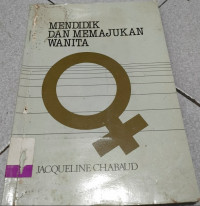 MENDIDIK
DAN MEMAJUKAN
WANITA
JACQUELINE CHABAUD